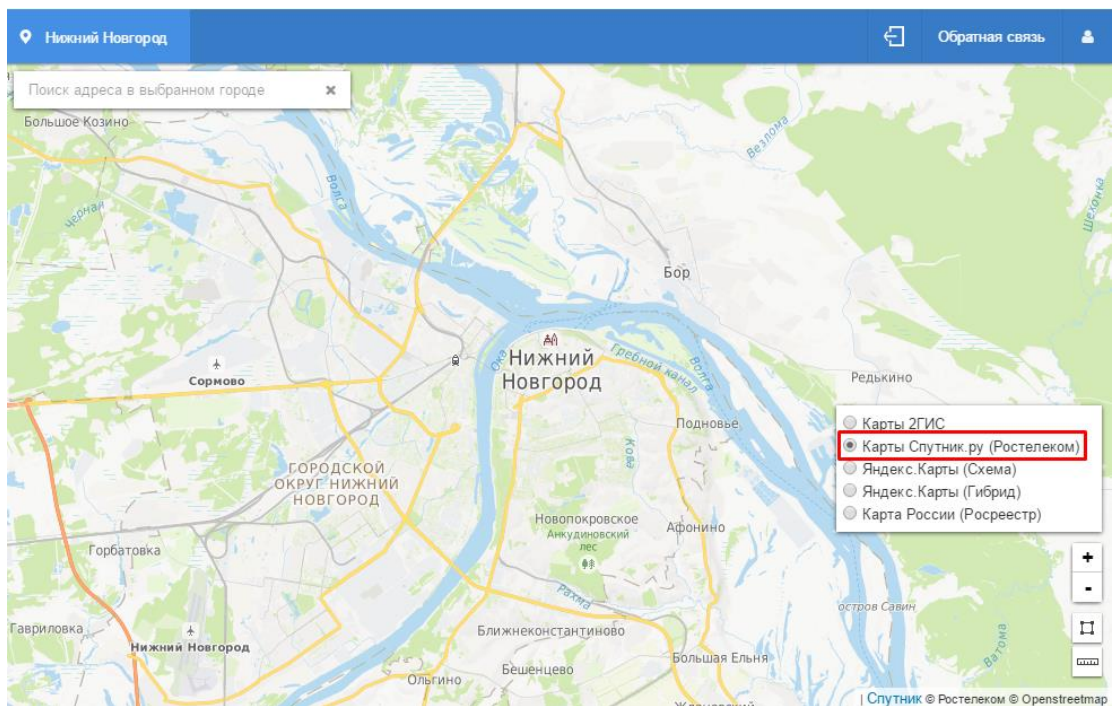 Нижний Новгород
Обратная связь
Поиск адреса в выбранном городе
Большое Козино
Безлома
Шеконка
Волга
Черная
Бор
Ока
Нижний
Новгород
Гребной канал
Волга
Сормово
Редькино
Подновье
Карты 2ГИС
Карты Спутник.ру (Ростелеком)
Яндекс.Карты (Схема)
Яндекс.Карты (Гибрид)
Карта России (Росреестр)
Кова
ГОРОДСКОЙ
ОКРУГ НИЖНИЙ
НОВГОРОД
Новопокровское
Анкудиновский
лес
Афонино
Горбатовка
+
-
Рахма
остров Савин
Гавриловка
Нижний Новгород
Ближнеконстантиново
Ватома
Большая Ельня
Бешенцево
Ольгино
| Спутник © Ростелеком © Openstreetmap